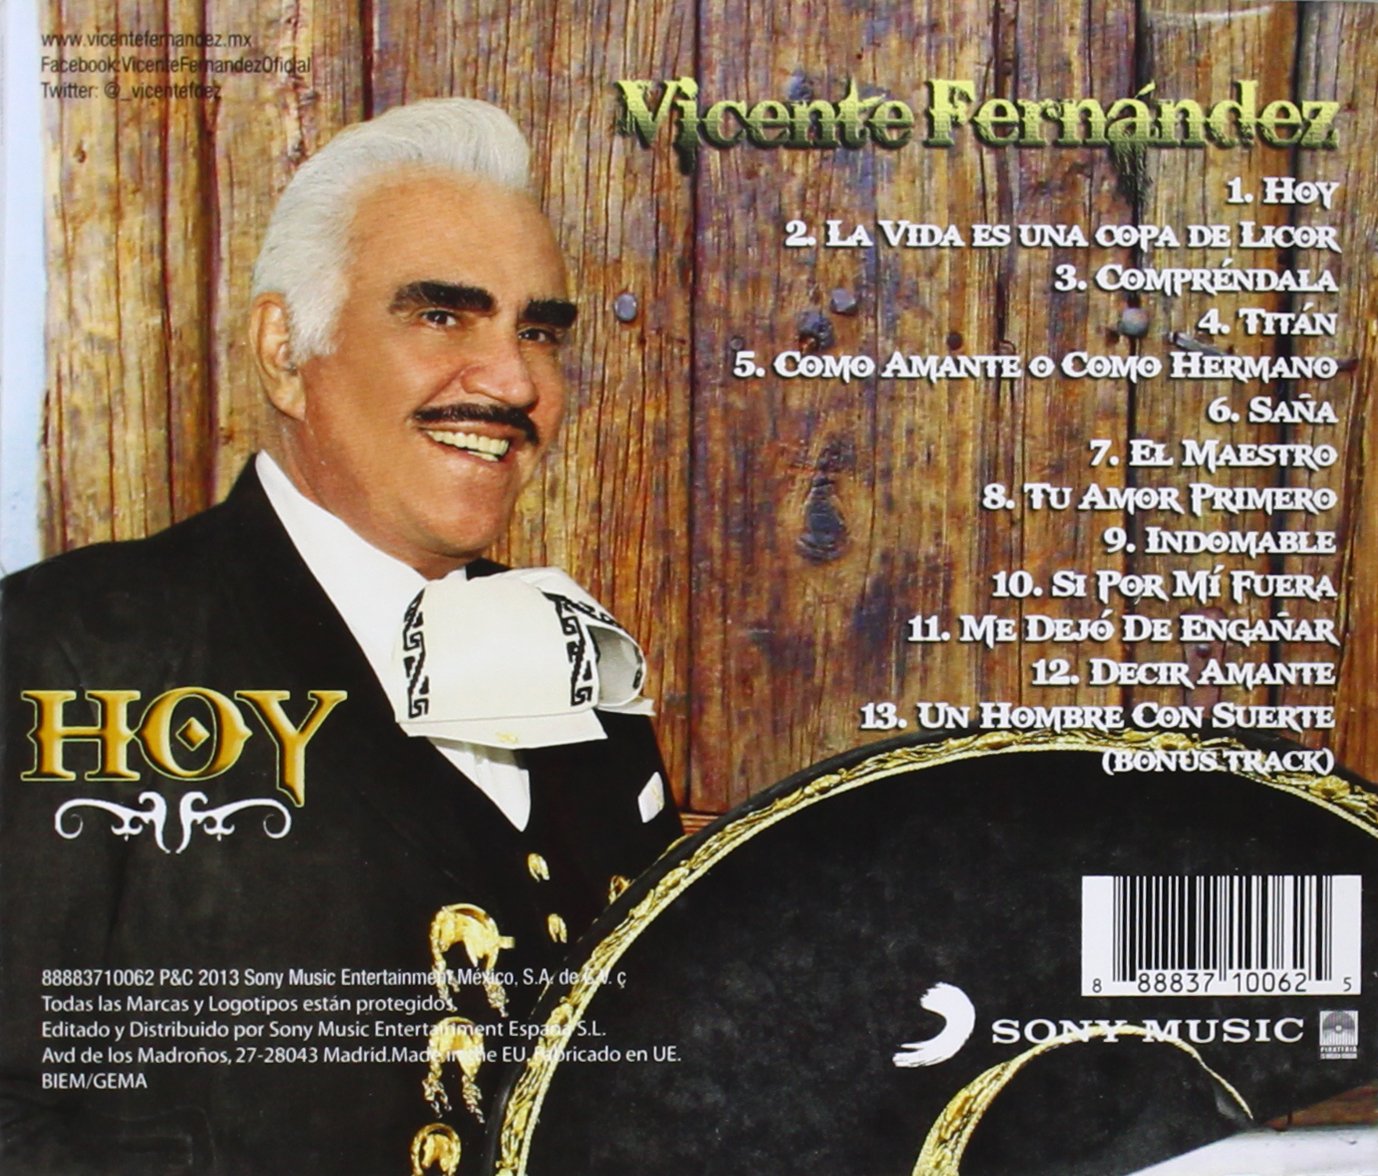 www.vicentefernandez.mx
Facebook:VicenteFernandezOficial
Twitter: @_vicentefdez
Vicente Fernández
1. Hoy
2. La Vida es una copa de Licor
3. Compréndala
4. Titán
5. Como Amante o Como Hermano
6. Saña
7. El Maestro
8. Tu Amor Primero
9. Indomable
10. Si Por Mí Fuera
11. Me Dejó De Engañar
12. Decir Amante
13. Un Hombre Con Suerte
(bonus track)
HOY
88883710062 P&C 2013 Sony Music Entertainment México, S.A. de C.V. ç
Todas las Marcas y Logotipos están protegidos.
Editado y Distribuido por Sony Music Entertainment España S.L.
Avd de los Madroños, 27-28043 Madrid.Made in the EU. Fabricado en UE.
BIEM/GEMA
8 88837 10062 5
SONY MUSIC